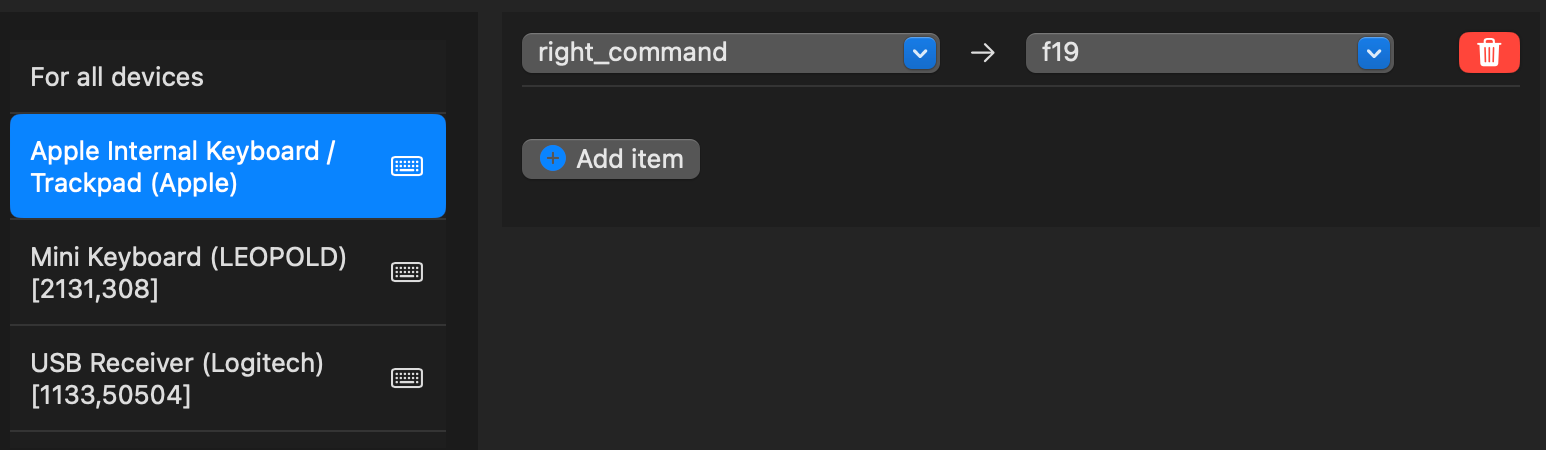 For all devices
Apple Internal Keyboard /
Trackpad (Apple)
Mini Keyboard (LEOPOLD)
[2131,308]
USB Receiver (Logitech)
[1133,50504]
right_command → f19
Add item